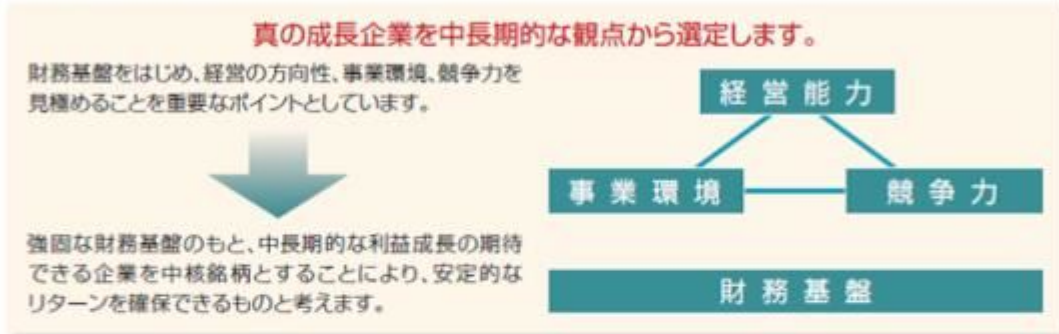 真の成長企業を中長期的な観点から選定します。
財務基盤をはじめ、経営の方向性、事業環境、競争力を
見極めることを重要なポイントとしています。
強固な財務基盤のもと、中長期的な利益成長の期待
できる企業を中核銘柄とすることにより、安定的な
リターンを確保できるものと考えます。
経営能力
事業環境
競争力
財務基盤